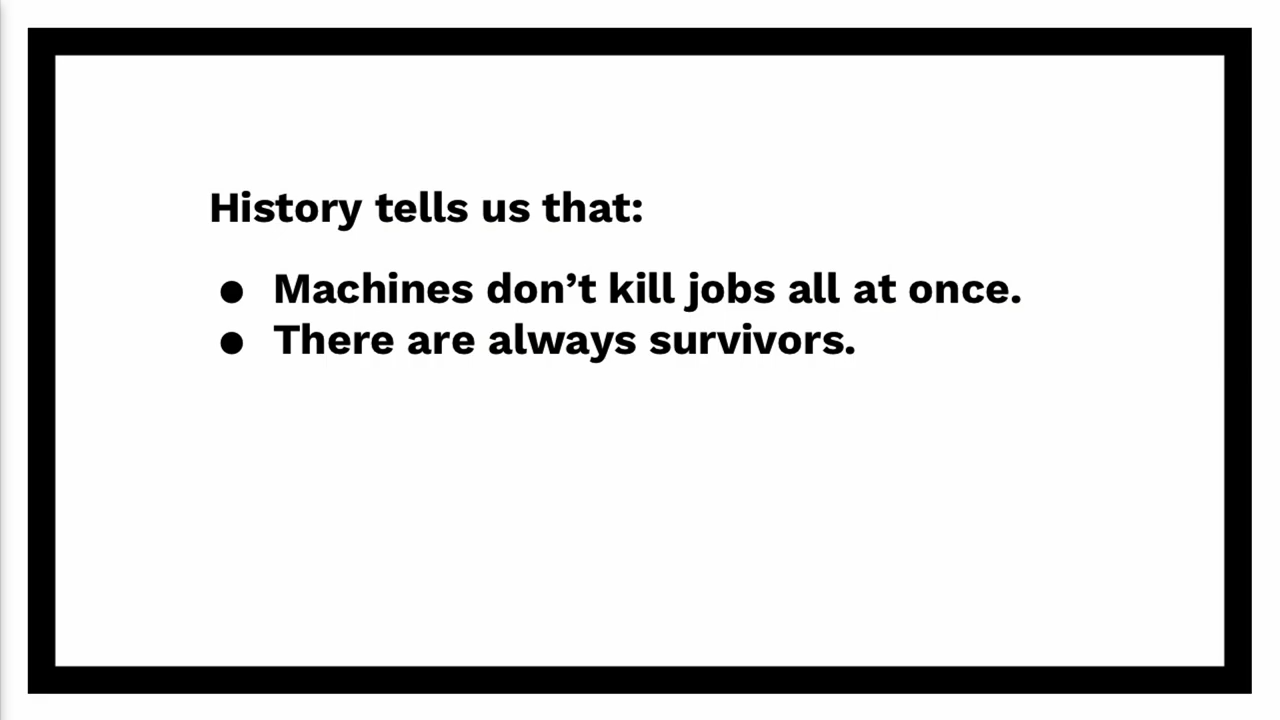 History tells us that:
● Machines don’t kill jobs all at once.
● There are always survivors.